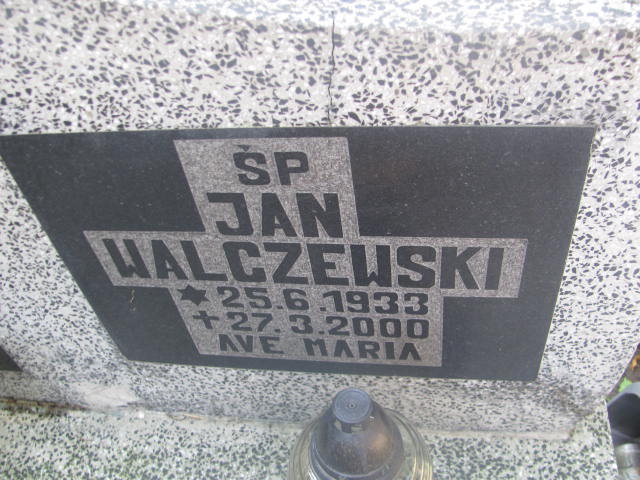 ŚP
JAN
WALCZEWSKI
✶ 25.6.1933
✝ 27.3.2000
AVE MARIA